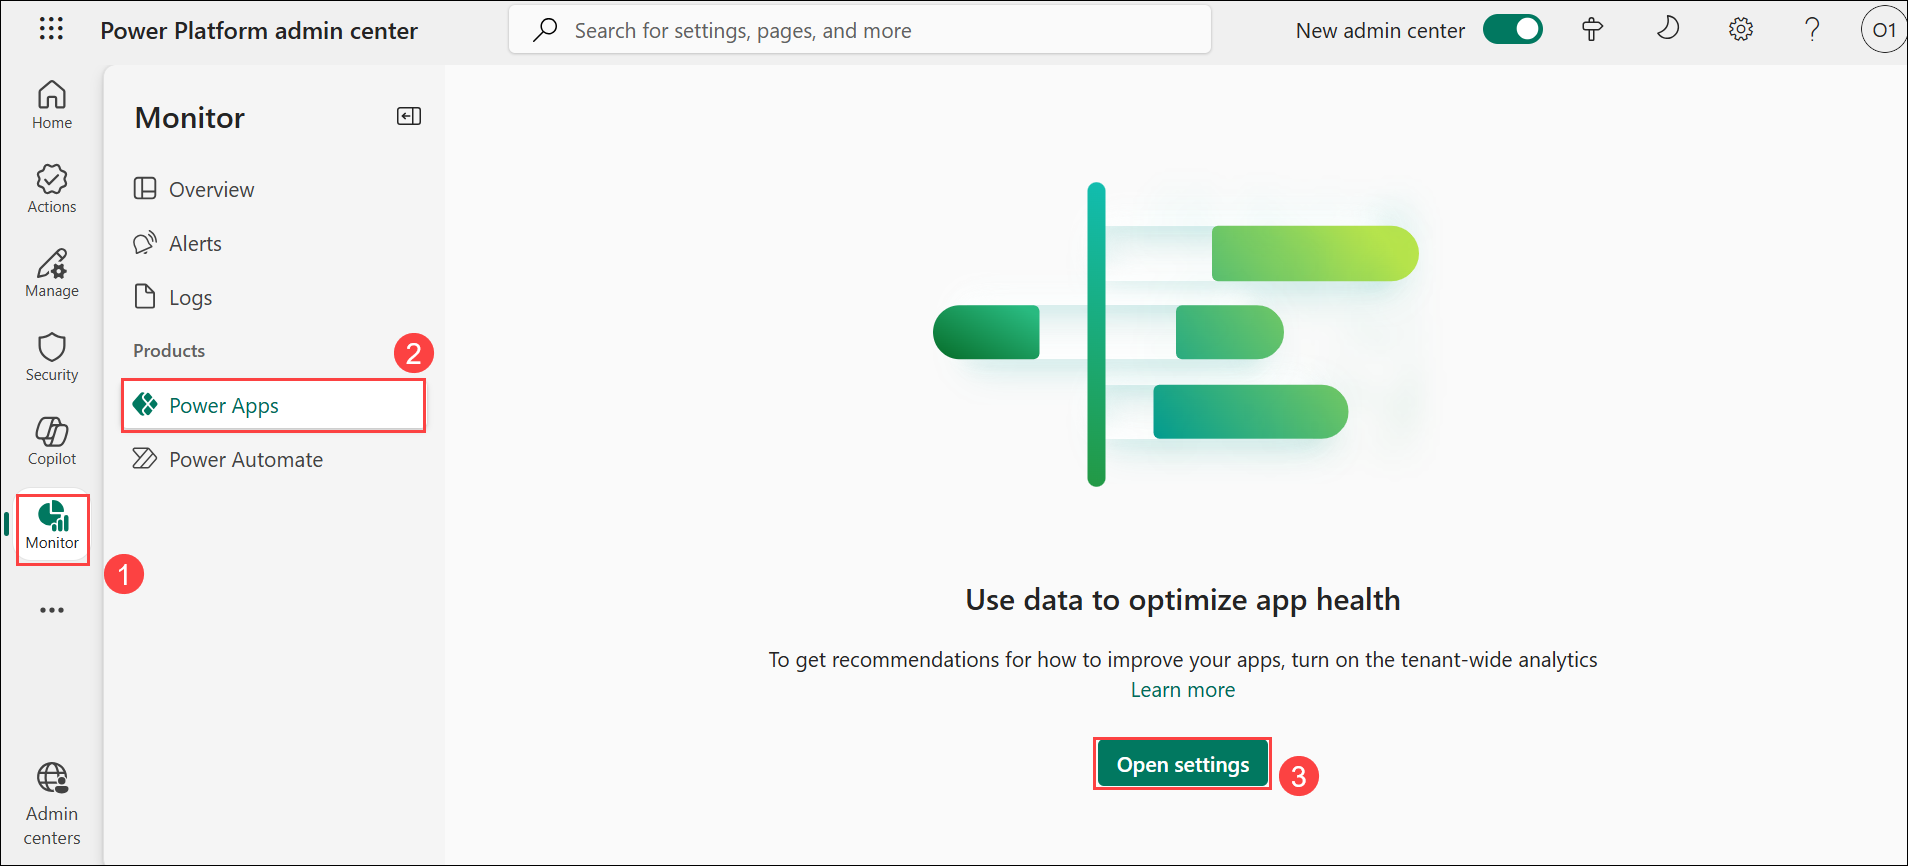 Power Platform admin center
Search for settings, pages, and more
New admin center
O1
Home
Actions
Manage
Security
Copilot
Monitor
1
Admin
centers
Monitor
Overview
Alerts
Logs
Products
2
Power Apps
Power Automate
Use data to optimize app health
To get recommendations for how to improve your apps, turn on the tenant-wide analytics
Learn more
Open settings
3